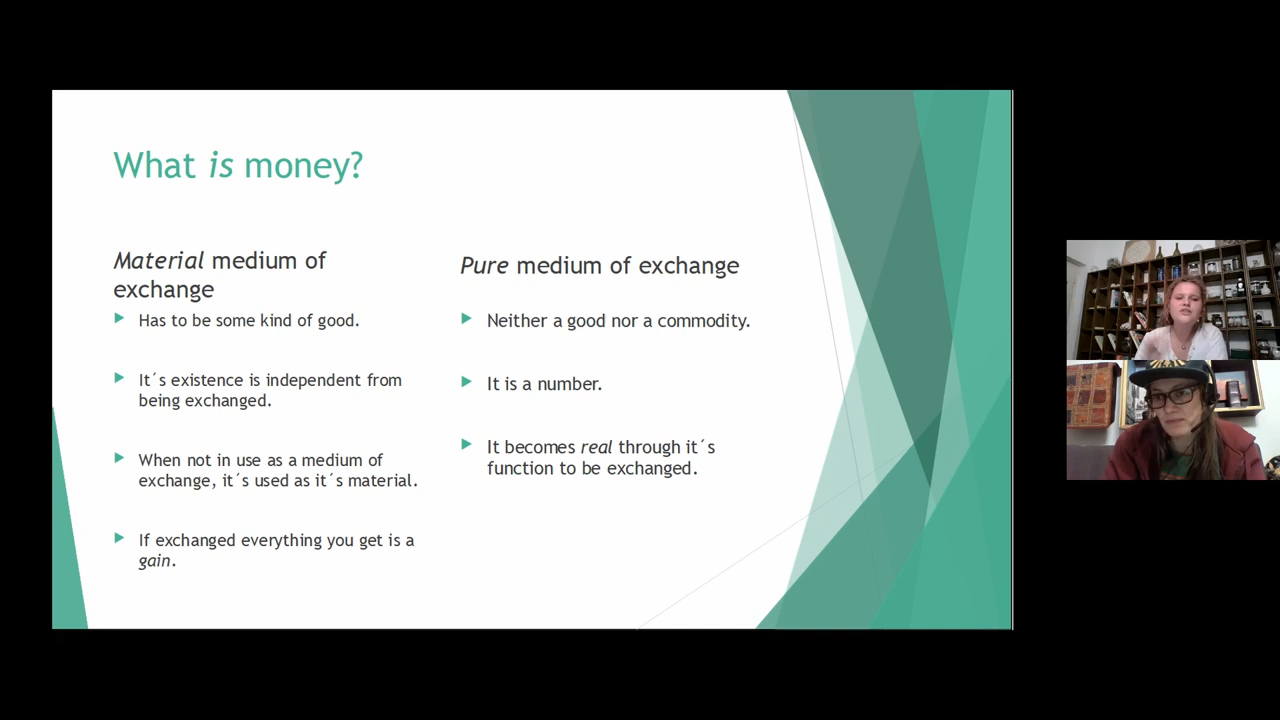 What is money?
Material medium of
exchange
Has to be some kind of good.
It´s existence is independent from
being exchanged.
When not in use as a medium of
exchange, it´s used as it´s material.
If exchanged everything you get is a
gain.
Pure medium of exchange
Neither a good nor a commodity.
It is a number.
It becomes real through it´s
function to be exchanged.